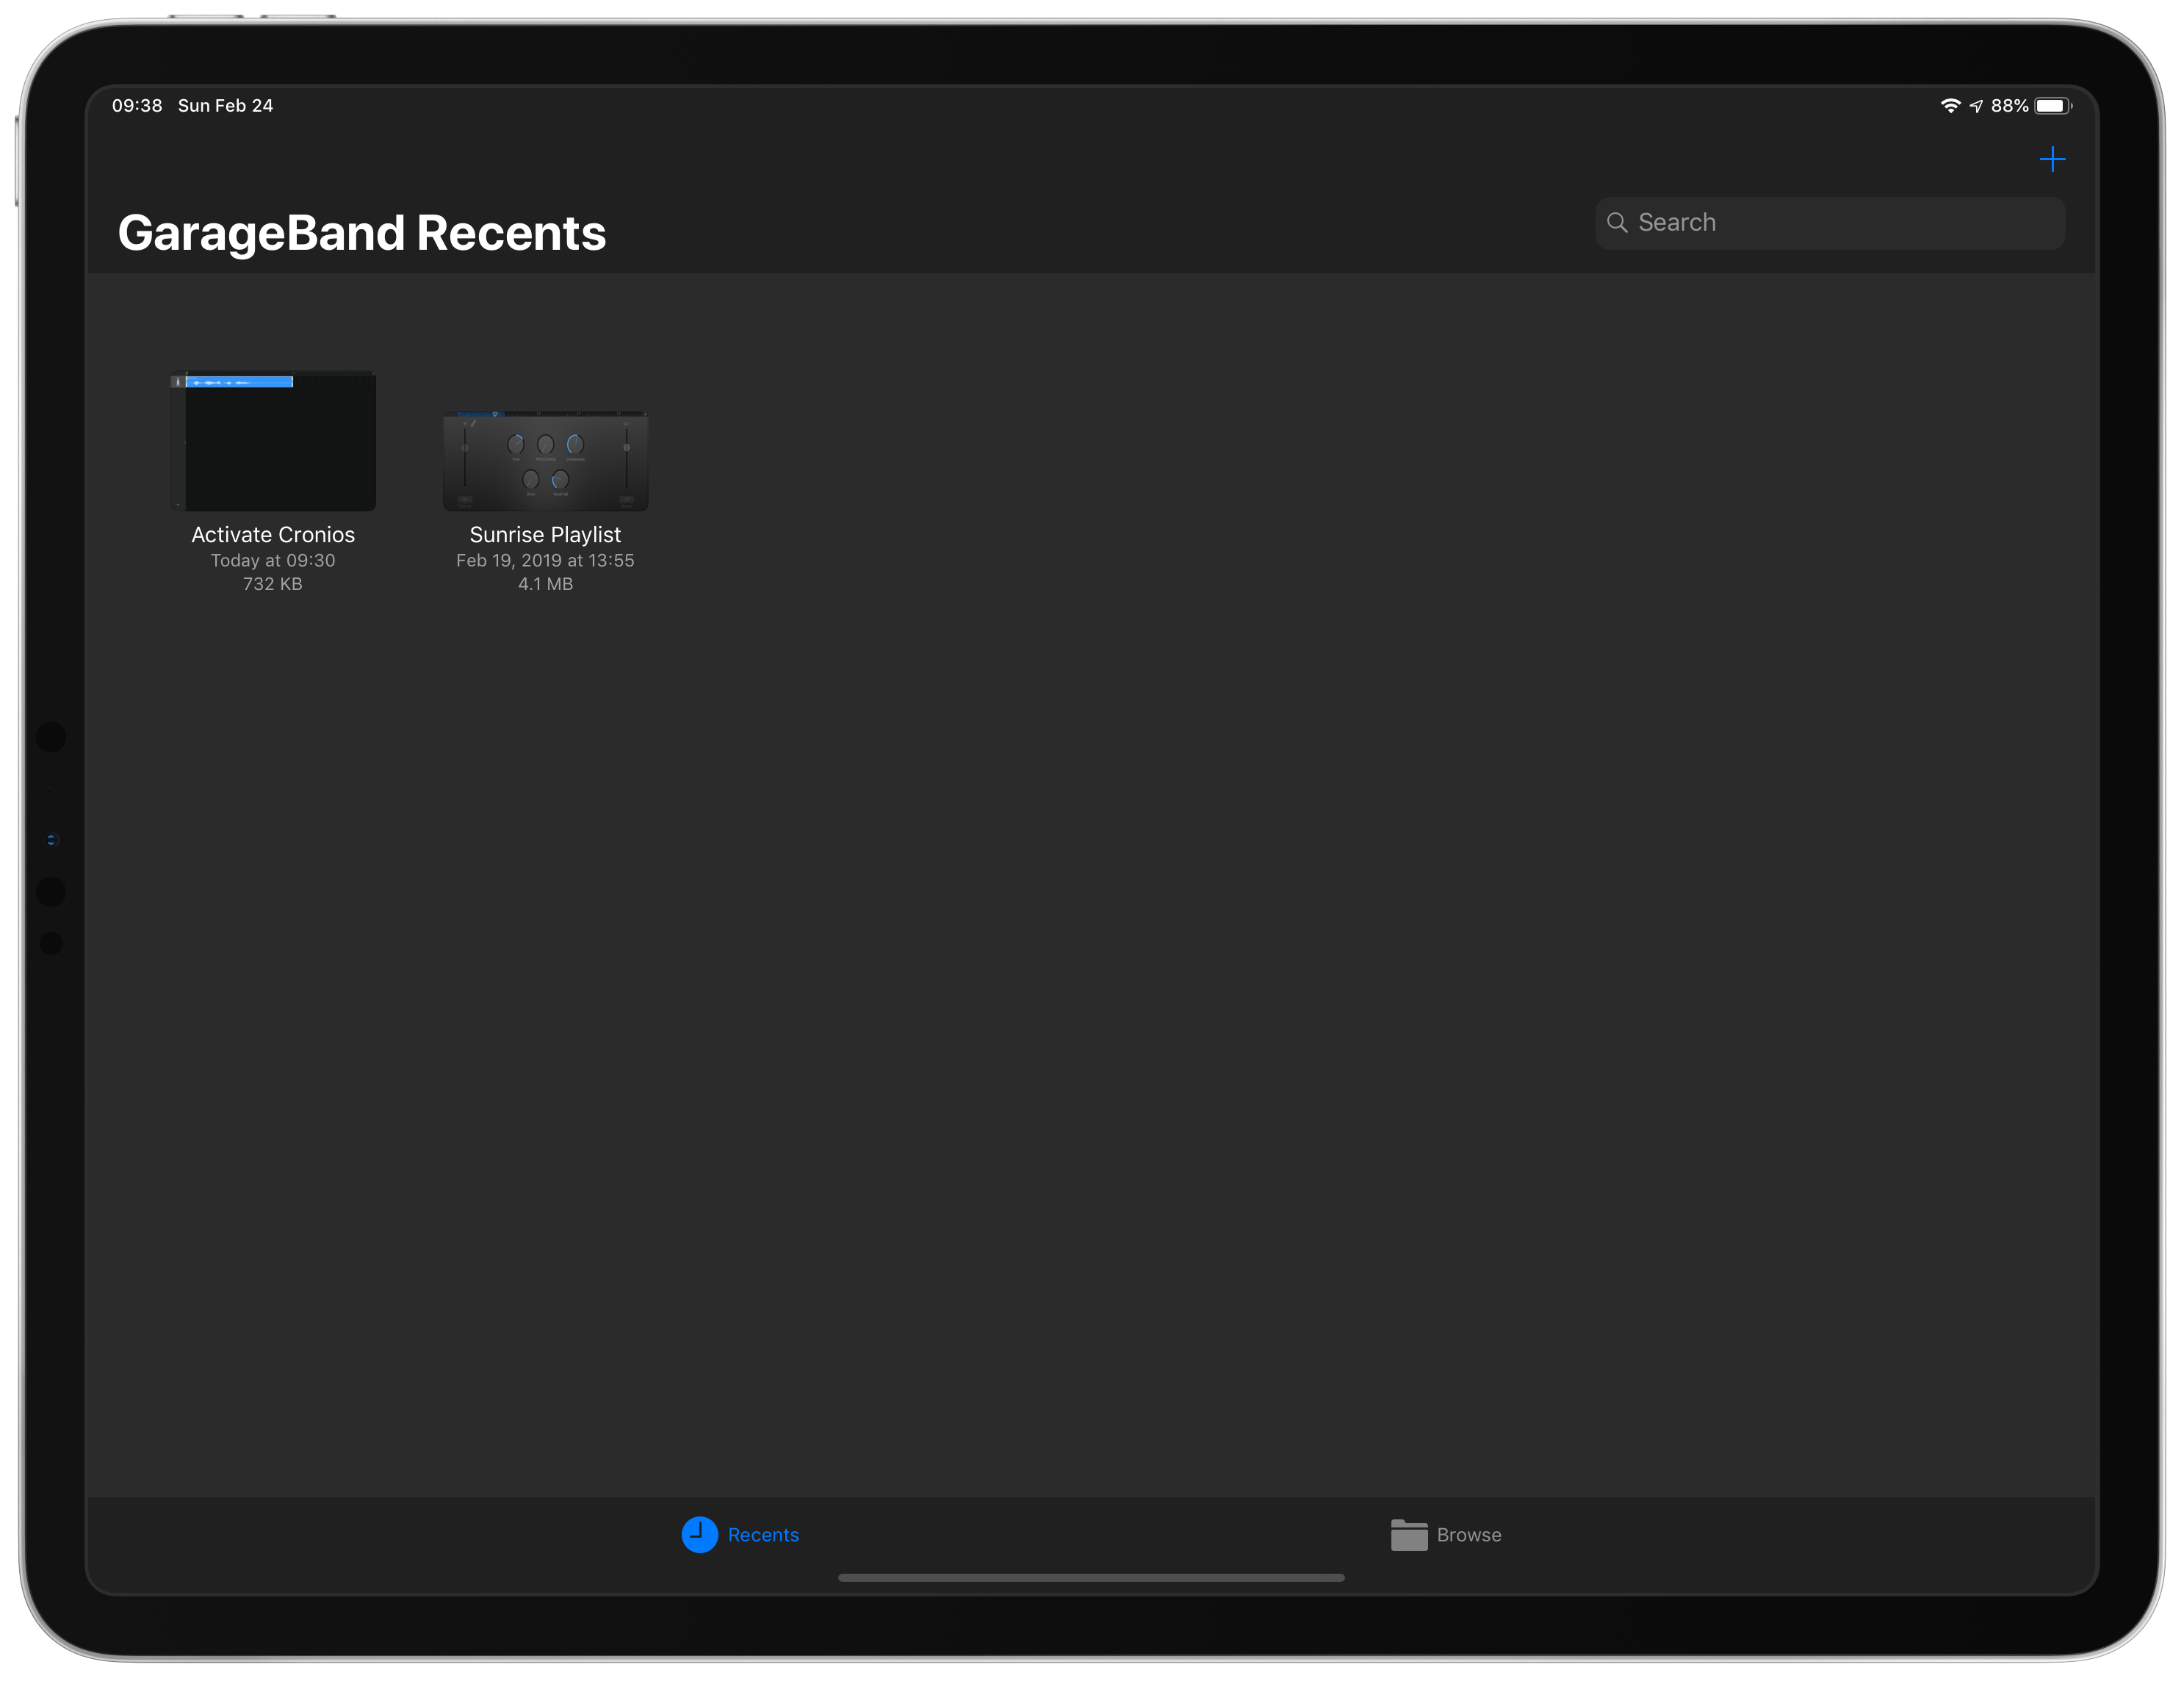 09:38 Sun Feb 24
88%
GarageBand Recents
Search
Activate Cronios
Today at 09:30
732 KB
Sunrise Playlist
Feb 19, 2019 at 13:55
4.1 MB
Recents
Browse